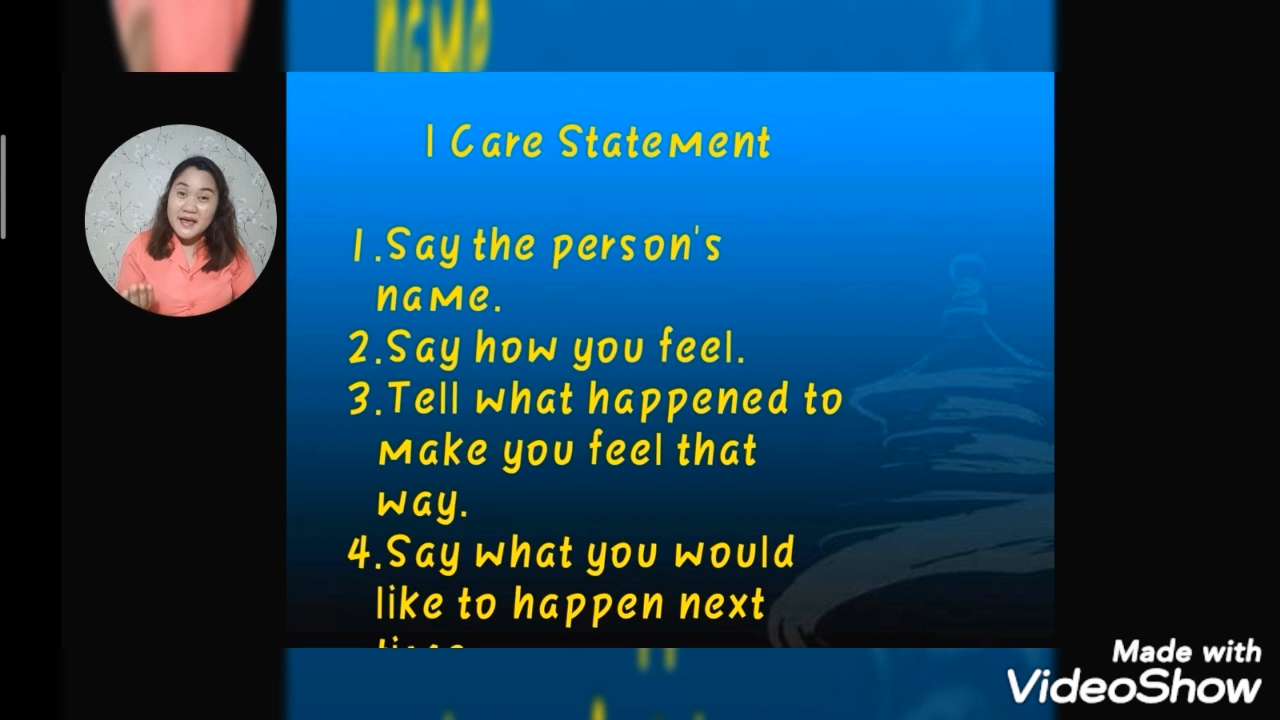 I Care Statement
1.Say the person's
name.
2.Say how you feel.
3.Tell what happened to
make you feel that
way.
4.Say what you would
like to happen next
Made with
VideoShow